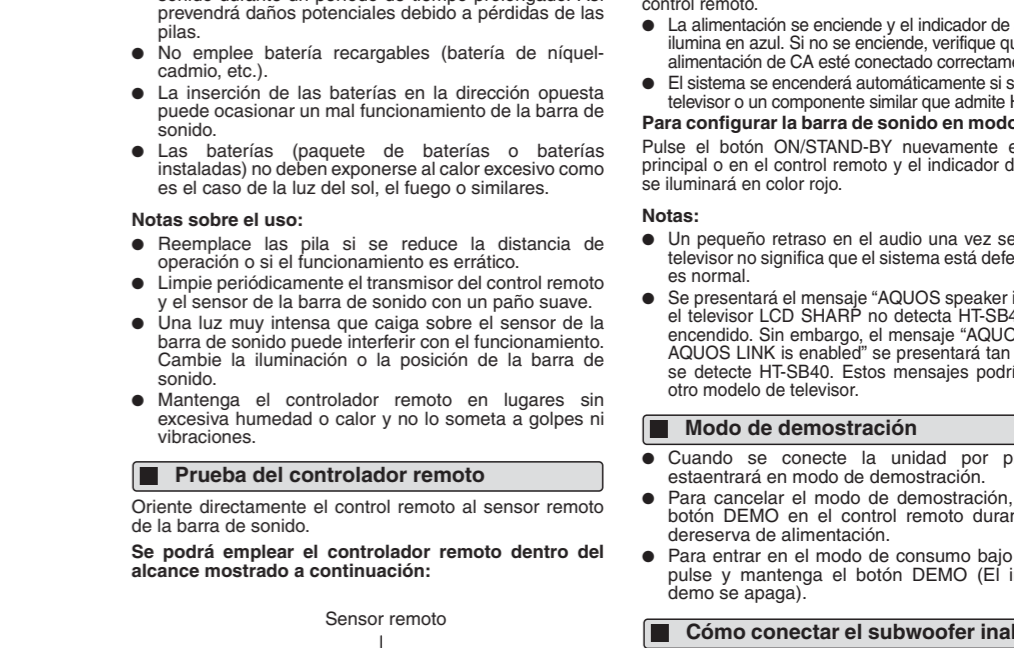 prevendrá daños potenciales debido a pérdidas de las
pilas.
● No emplee batería recargables (batería de níquel-
cadmio, etc.).
● La inserción de las baterías en la dirección opuesta
puede ocasionar un mal funcionamiento de la barra de
sonido.
● Las baterías (paquete de baterías o baterías
instaladas) no deben exponerse al calor excesivo como
es el caso de la luz del sol, el fuego o similares.
Notas sobre el uso:
● Reemplace las pila si se reduce la distancia de
operación o si el funcionamiento es errático.
● Limpie periódicamente el transmisor del control remoto
y el sensor de la barra de sonido con un paño suave.
● Una luz muy intensa que caiga sobre el sensor de la
barra de sonido puede interferir con el funcionamiento.
Cambie la iluminación o la posición de la barra de
sonido.
● Mantenga el controlador remoto en lugares sin
excesiva humedad o calor y no lo someta a golpes ni
vibraciones.
■ Prueba del controlador remoto
Oriente directamente el control remoto al sensor remoto
de la barra de sonido.
Se podrá emplear el controlador remoto dentro del
alcance mostrado a continuación:
Sensor remoto
control remoto.
● La alimentación se enciende y el indicador de
ilumina en azul. Si no se enciende, verifique
alimentación de CA esté conectado
● El sistema se encenderá automáticamente si
televisor o un componente similar que admite
Para configurar la barra de sonido en modo
Pulse el botón ON/STAND-BY nuevamente
principal o en el control remoto y el indicador
se iluminará en color rojo.
Notas:
● Un pequeño retraso en el audio una vez
televisor no significa que el sistema está
es normal.
● Se presentará el mensaje “AQUOS speaker
el televisor LCD SHARP no detecta
encendido. Sin embargo, el mensaje
AQUOS LINK is enabled” se presentará tan
se detecte HT-SB40. Estos mensajes
otro modelo de televisor.
■ Modo de demostración
● Cuando se conecte la unidad por
estaentrará en modo de demostración.
● Para cancelar el modo de demostración,
botón DEMO en el control remoto
dereserva de alimentación.
● Para entrar en el modo de consumo bajo
pulse y mantenga el botón DEMO (El
demo se apaga).
■ Cómo conectar el subwoofer